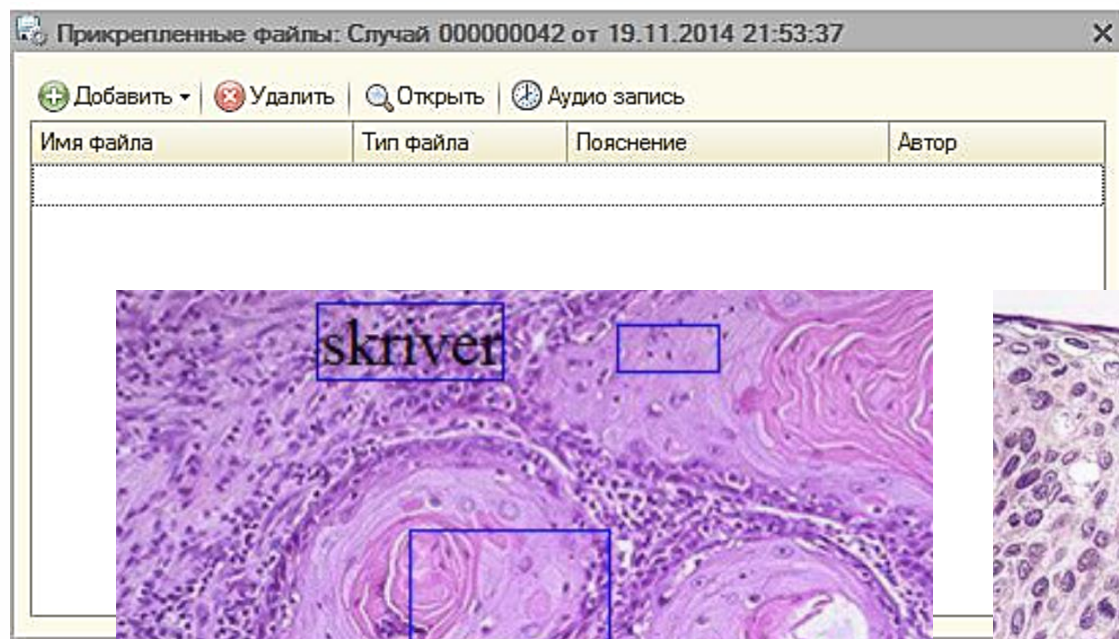 Прикрепленные файлы: Случай 000000042 от 19.11.2014 21:53:37
Добавить Удалить Открыть Аудио запись
Имя файла Тип файла Пояснение Автор
skriver